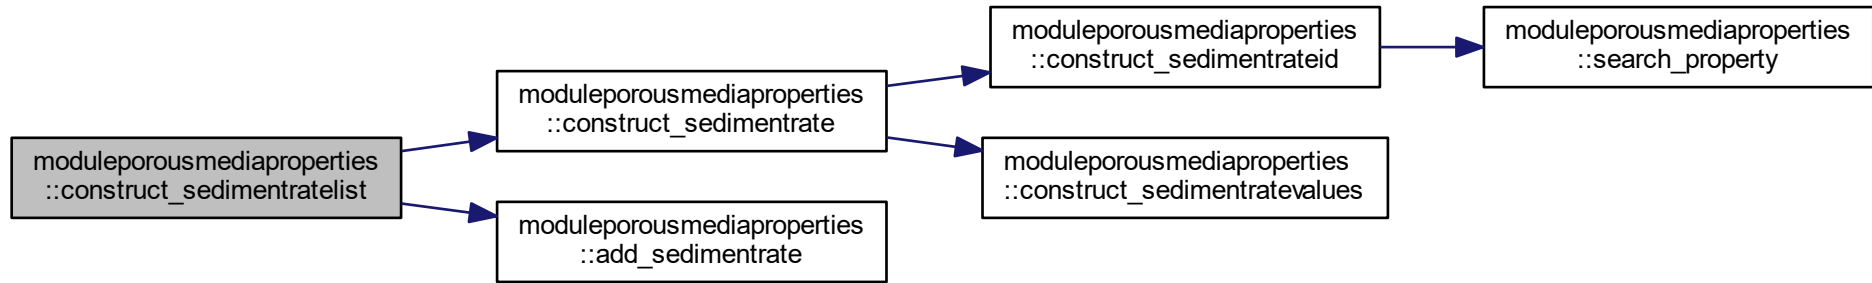 moduleporousmediaproperties
::construct_sedimentratelist
moduleporousmediaproperties
::construct_sedimentrate
moduleporousmediaproperties
::add_sedimentrate
moduleporousmediaproperties
::construct_sedimentrateid
moduleporousmediaproperties
::construct_sedimentratevalues
moduleporousmediaproperties
::search_property